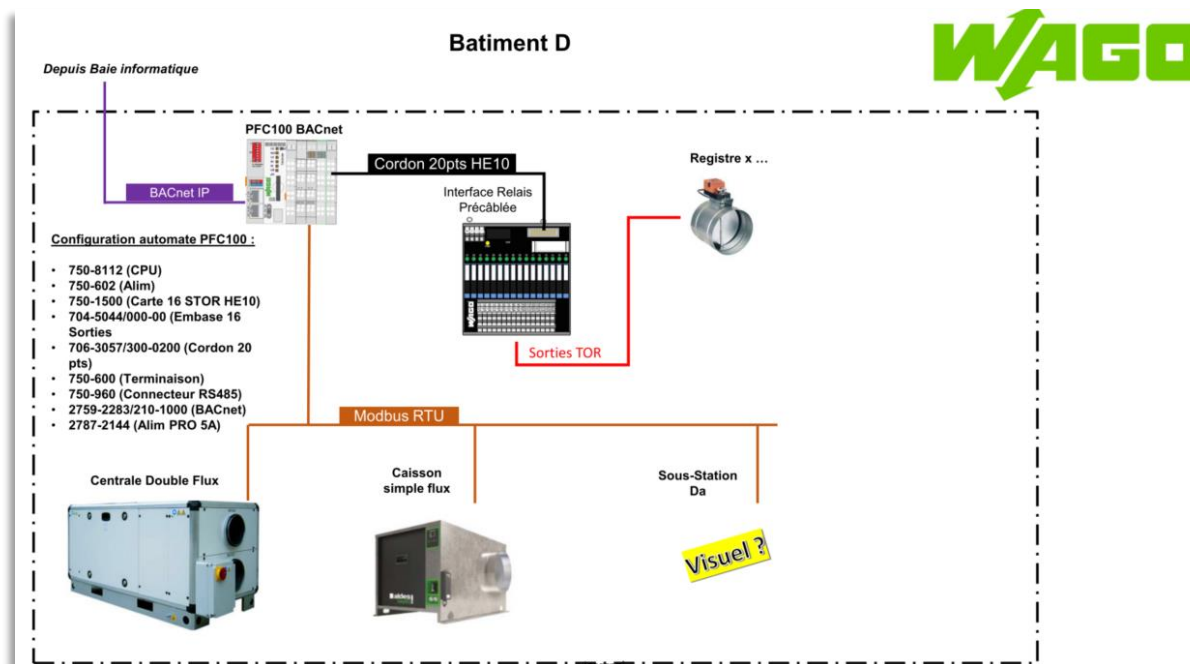 WAGO
Batiment D
Depuis Baie informatique
PFC100 BACnet
Cordon 20pts HE10
Registre x ...
BACnet IP
Interface Relais
Précâblée
Configuration automate PFC100 :
• 750-8112 (CPU)
• 750-602 (Alim)
• 750-1500 (Carte 16 STOR HE10)
• 704-5044/000-00 (Embase 16
Sorties
• 706-3057/300-0200 (Cordon 20
pts)
• 750-600 (Terminaison)
• 750-960 (Connecteur RS485)
• 2759-2283/210-1000 (BACnet)
• 2787-2144 (Alim PRO 5A)
WAGO
Sorties TOR
Modbus RTU
Centrale Double Flux
Caisson
simple flux
Sous-Station
Da
Visuel ?
aldes